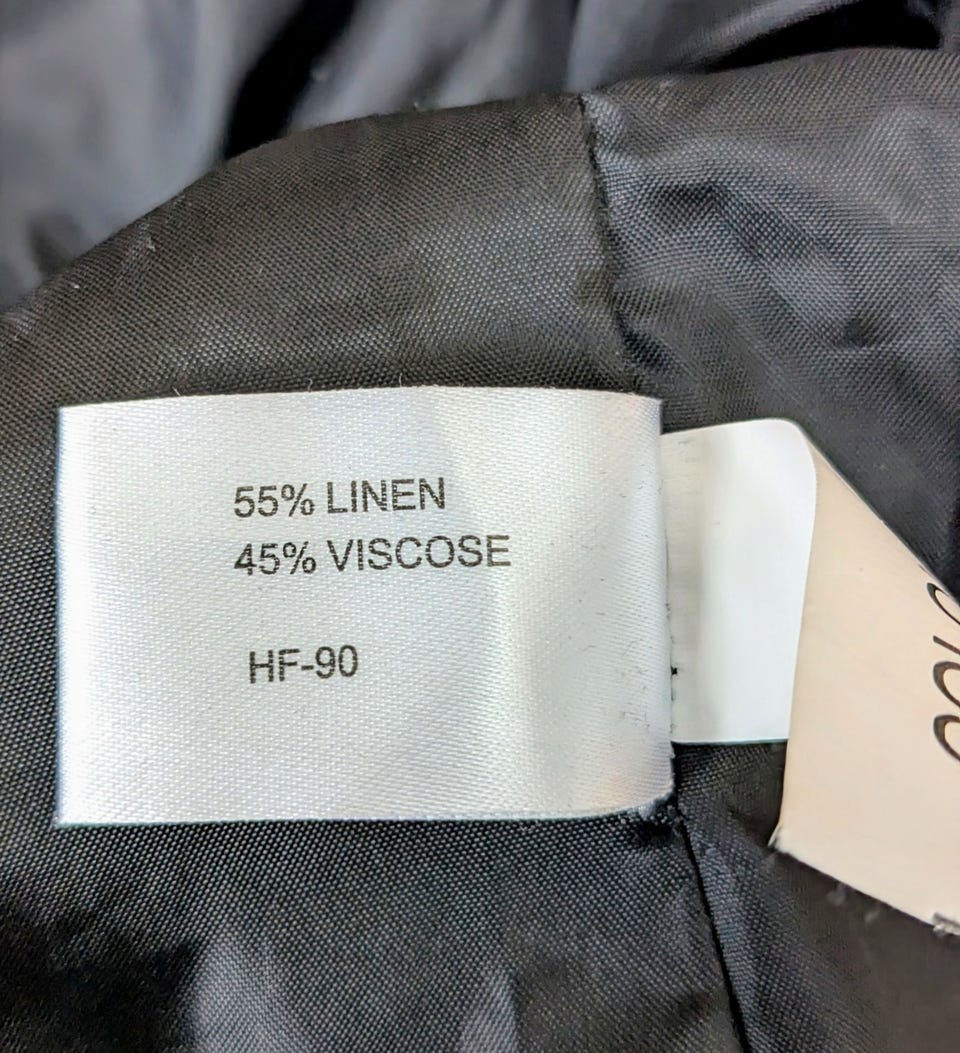 55% LINEN
45% VISCOSE
HF-90